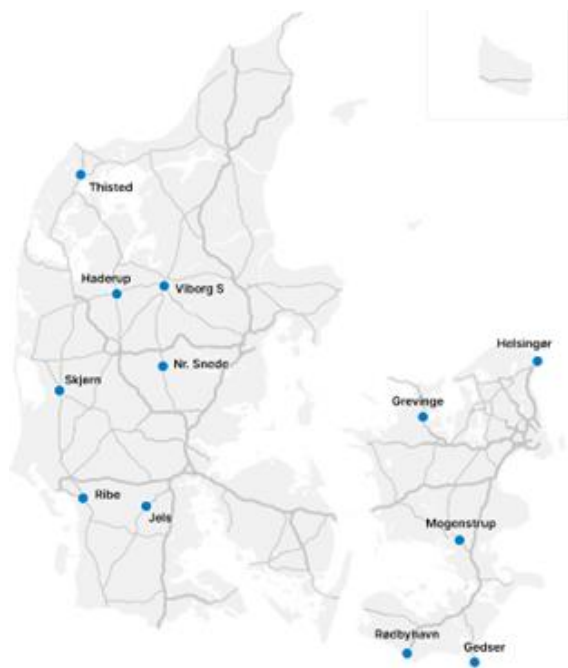 Thisted
Haderup
Viborg S
Helsingør
Nr. Snede
Skjern
Grevinge
Ribe
Jels
Mogenstrup
Rødbyhavn
Gedser